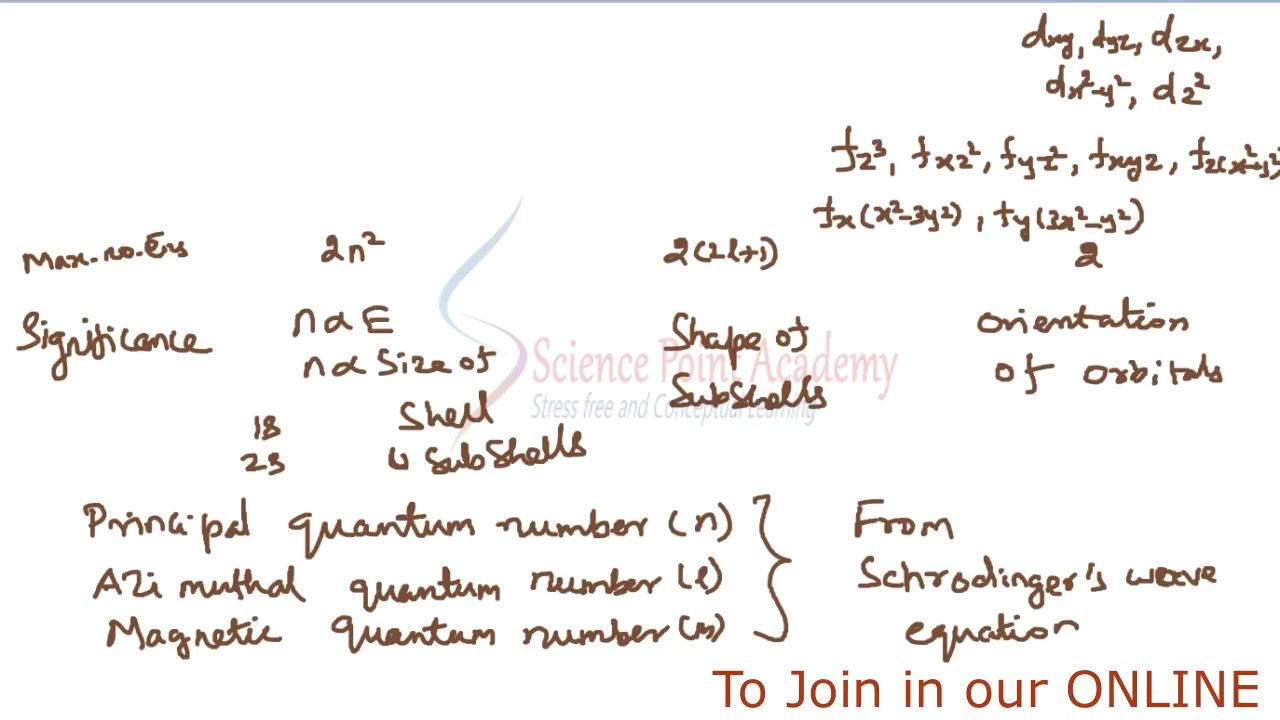 dxy, dyz, dzx,
dx²-y², dz²
fz³, fxz², fyz², fxyz, fz(x²-y²)
fx(x²-3y²), fy(3x²-y²)
Max. no. ēns 2n² 2(2l+1) 2
Significance n∝E Shape of orientation
n∝ Size of Subshells of orbitals
Shell
18
23 ↳ Subshells
Science Point Academy
Stress free and Conceptual Learning
Principal quantum number (n) } From
Azimuthal quantum number (l) Schrodinger's wave
Magnetic quantum number (m) equation
To Join in our ONLINE